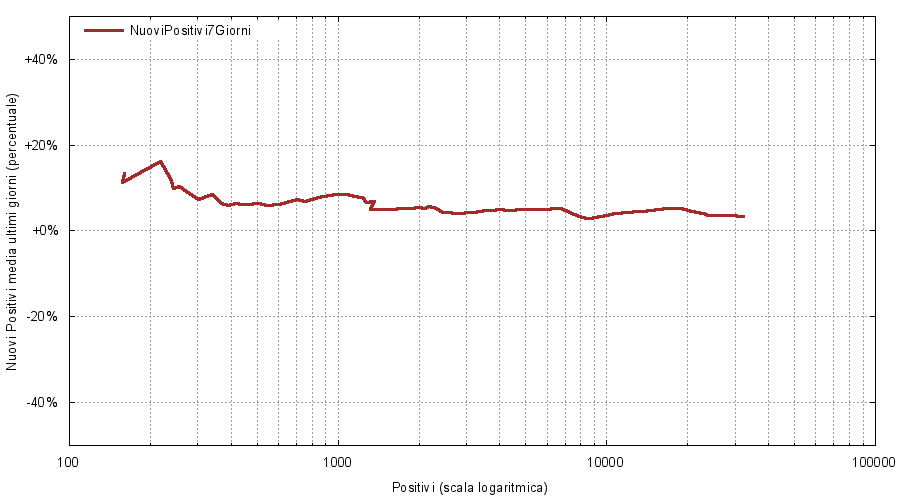 NuoviPositivi7Giorni
+40%
+20%
+0%
-20%
-40%
Nuovi Positivi media ultimi giorni (percentuale)
100 1000 10000 100000
Positivi (scala logaritmica)